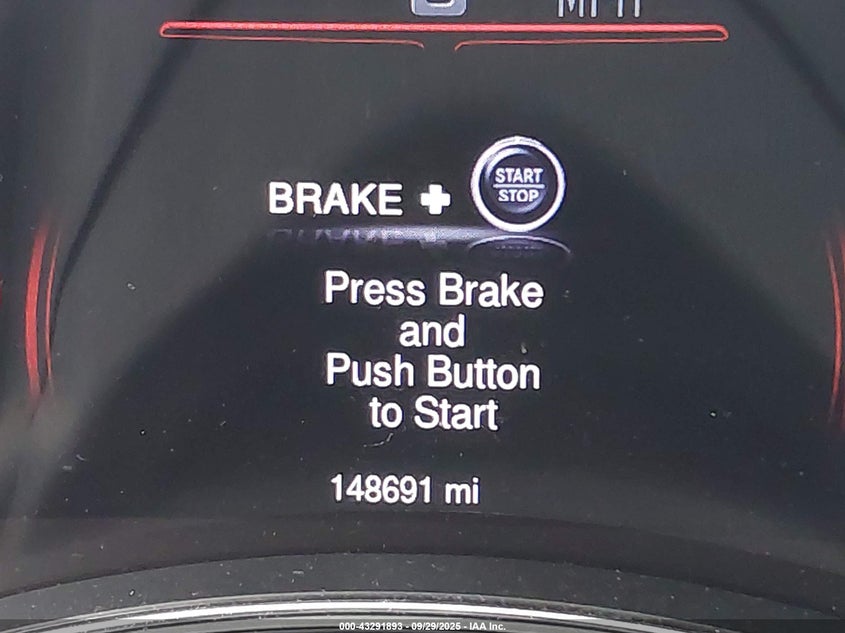 MPH
BRAKE +
START
STOP
Press Brake
and
Push Button
to Start
148691 mi
000-43291893 - 09/29/2025 - IAA Inc.